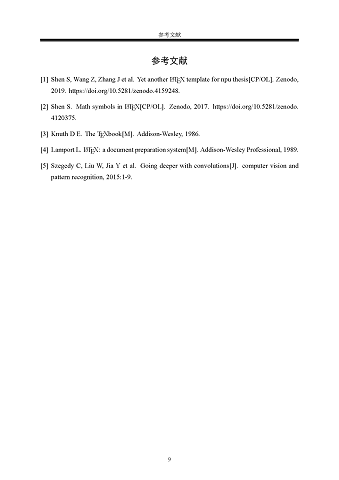 参考文献
参考文献
[1] Shen S, Wang Z, Zhang J et al. Yet another LATEX template for npu thesis[CP/OL]. Zenodo,
2019. https://doi.org/10.5281/zenodo.4159248.
[2] Shen S. Math symbols in LATEX[CP/OL]. Zenodo, 2017. https://doi.org/10.5281/zenodo.
4120375.
[3] Knuth D E. The TEXbook[M]. Addison-Wesley, 1986.
[4] Lamport L. LATEX: a document preparation system[M]. Addison-Wesley Professional, 1989.
[5] Szegedy C, Liu W, Jia Y et al. Going deeper with convolutions[J]. computer vision and
pattern recognition, 2015:1-9.
9